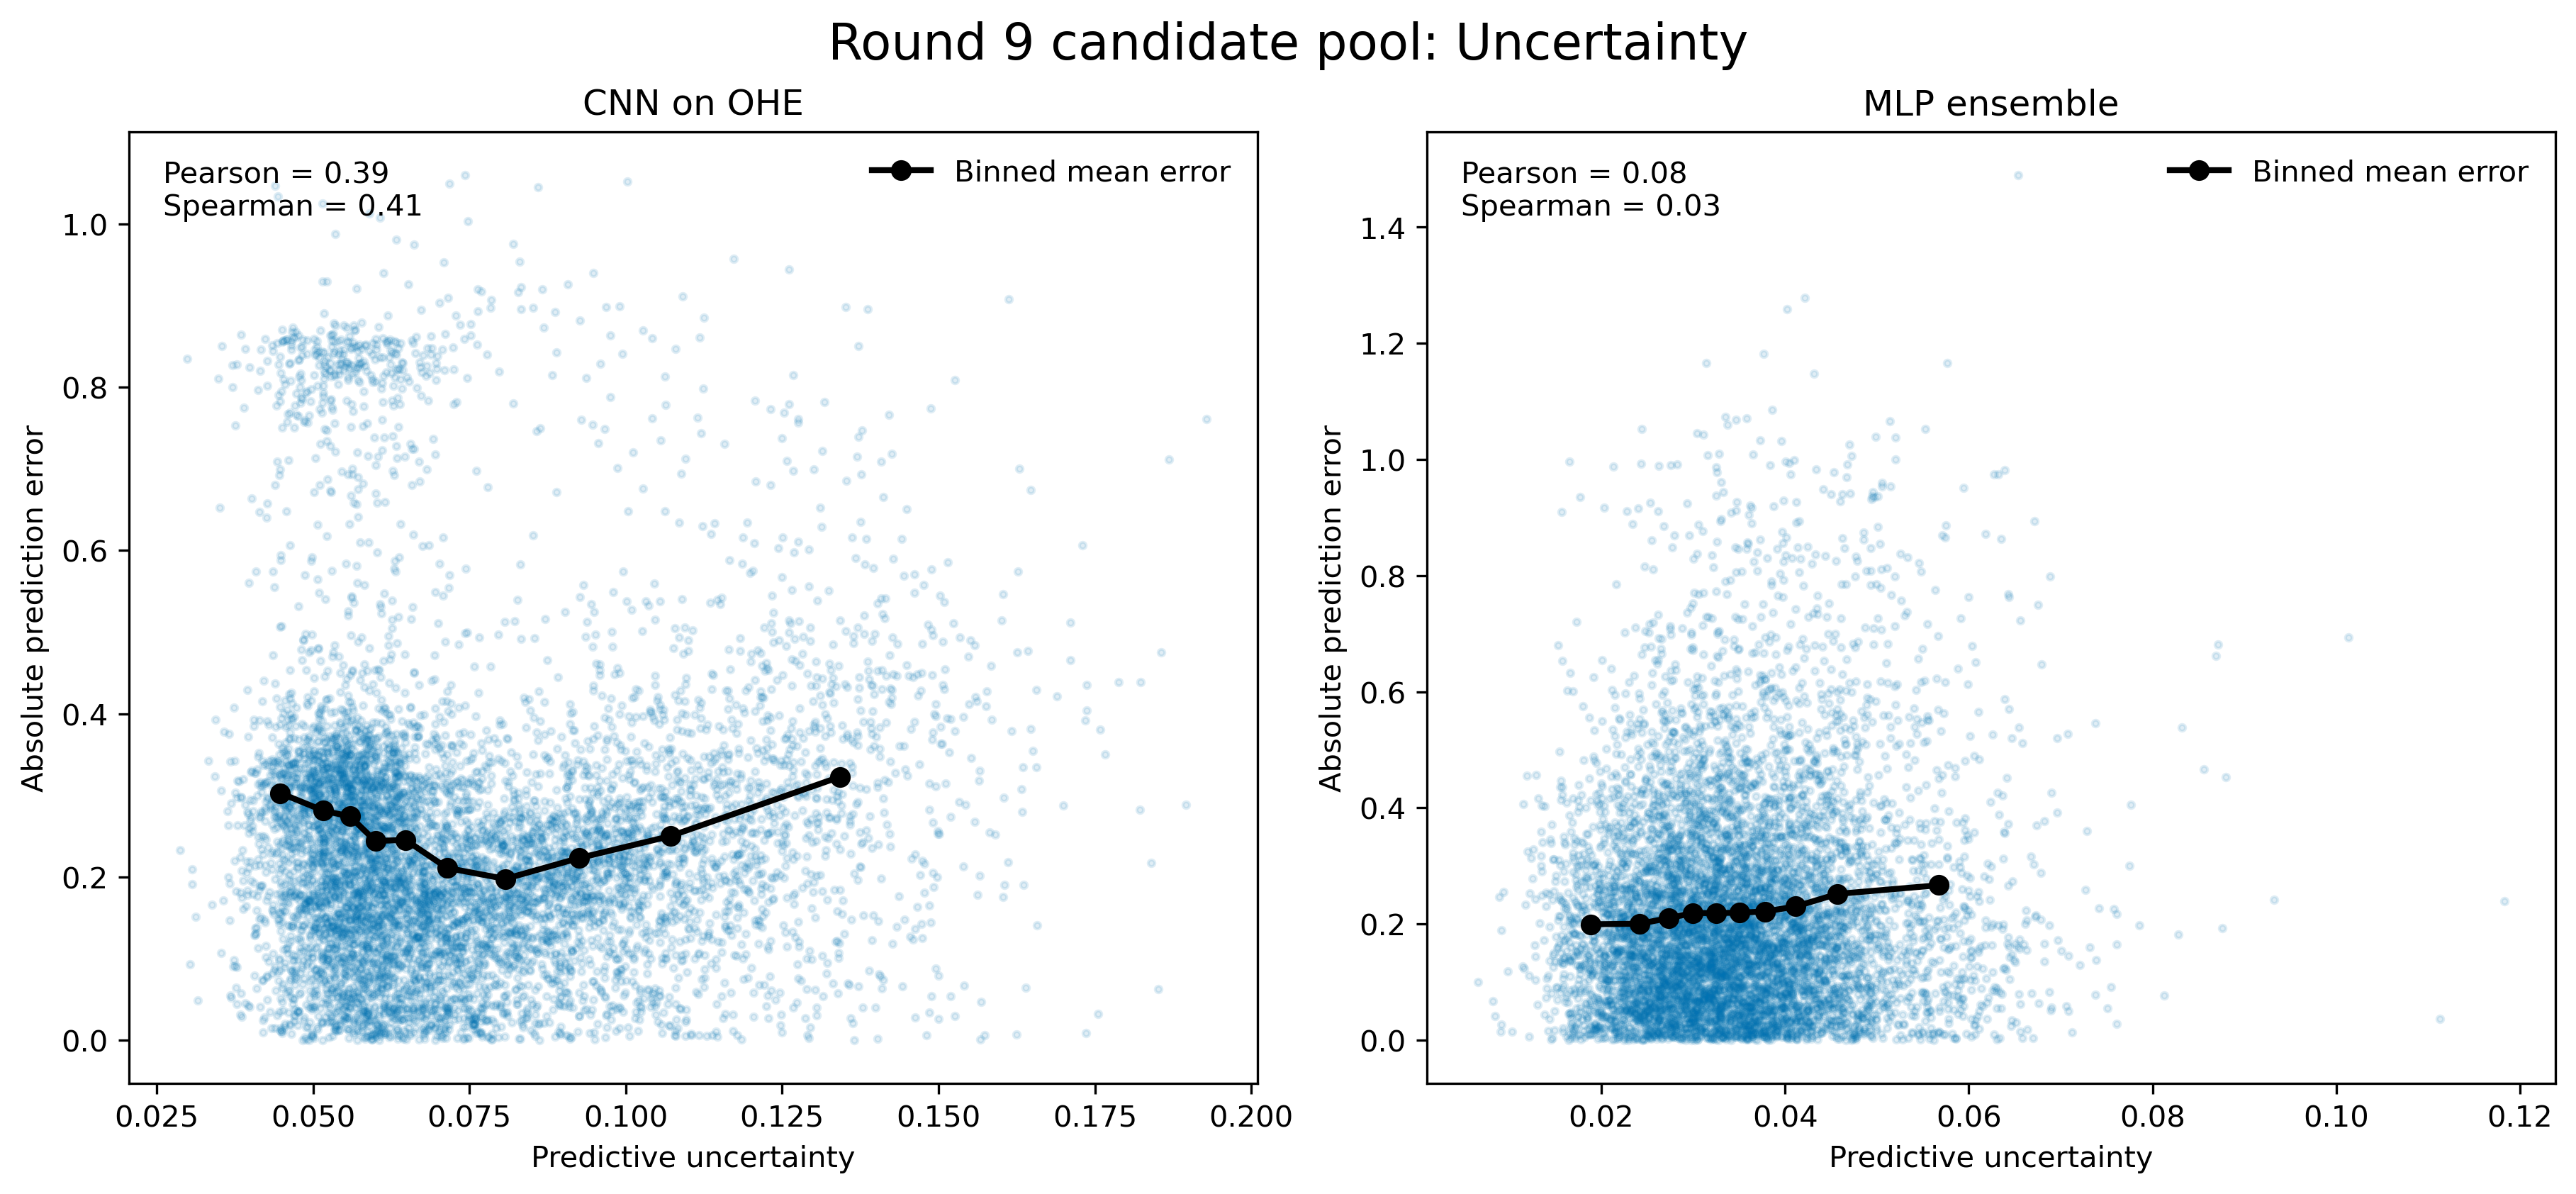 Round 9 candidate pool: Uncertainty
CNN on OHE
Pearson = 0.39
Spearman = 0.41
Binned mean error
Absolute prediction error
1.0
0.8
0.6
0.4
0.2
0.0
0.025 0.050 0.075 0.100 0.125 0.150 0.175 0.200
Predictive uncertainty
MLP ensemble
Pearson = 0.08
Spearman = 0.03
Binned mean error
Absolute prediction error
1.4
1.2
1.0
0.8
0.6
0.4
0.2
0.0
0.02 0.04 0.06 0.08 0.10 0.12
Predictive uncertainty